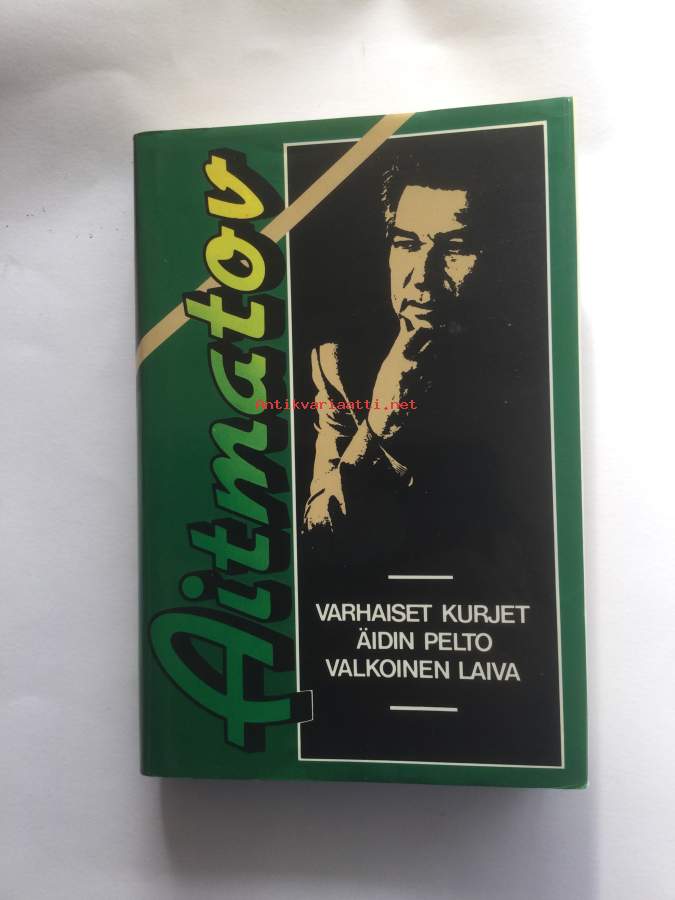 Aitmatov
Antikvariaatti.net
VARHAISET KURJET
ÄIDIN PELTO
VALKOINEN LAIVA